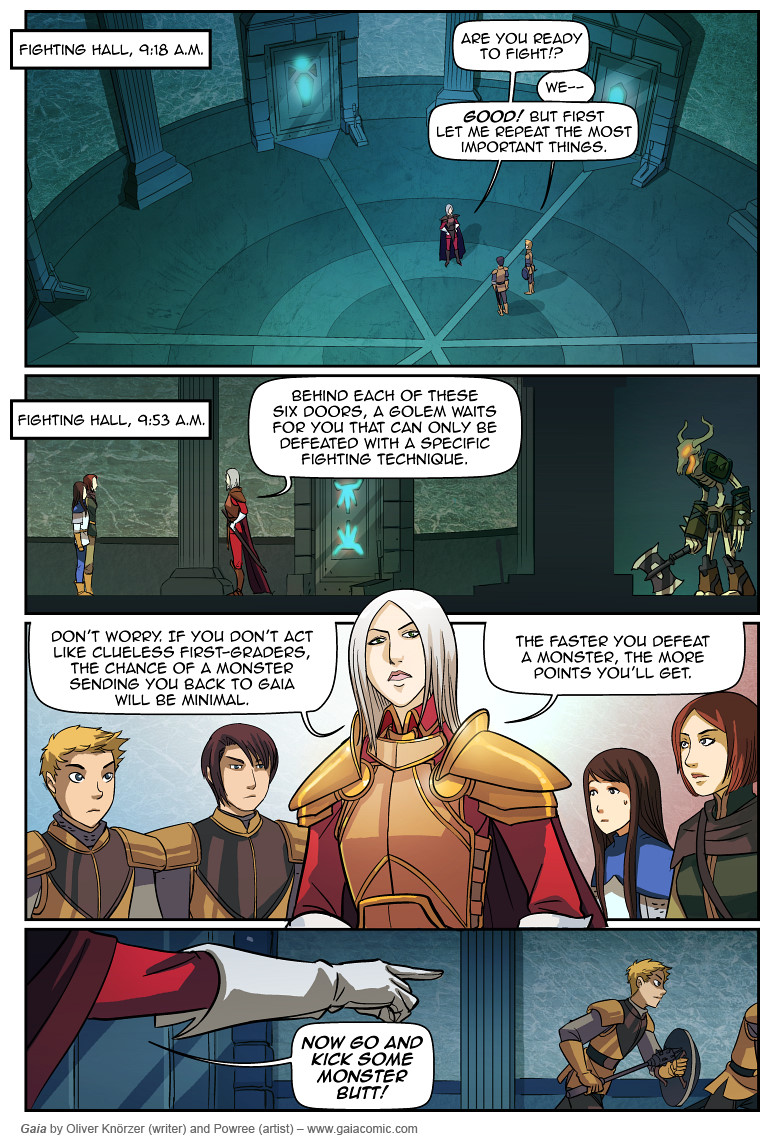 FIGHTING HALL, 9:18 A.M.
ARE YOU READY
TO FIGHT!?
WE--
GOOD! BUT FIRST
LET ME REPEAT THE MOST
IMPORTANT THINGS.
FIGHTING HALL, 9:53 A.M.
BEHIND EACH OF THESE
SIX DOORS, A GOLEM WAITS
FOR YOU THAT CAN ONLY BE
DEFEATED WITH A SPECIFIC
FIGHTING TECHNIQUE.
DON'T WORRY. IF YOU DON'T ACT
LIKE CLUELESS FIRST-GRADERS,
THE CHANCE OF A MONSTER
SENDING YOU BACK TO GAIA
WILL BE MINIMAL.
THE FASTER YOU DEFEAT
A MONSTER, THE MORE
POINTS YOU'LL GET.
NOW GO AND
KICK SOME
MONSTER
BUTT!
Gaia by Oliver Knörzer (writer) and Powree (artist) – www.gaiacomic.com